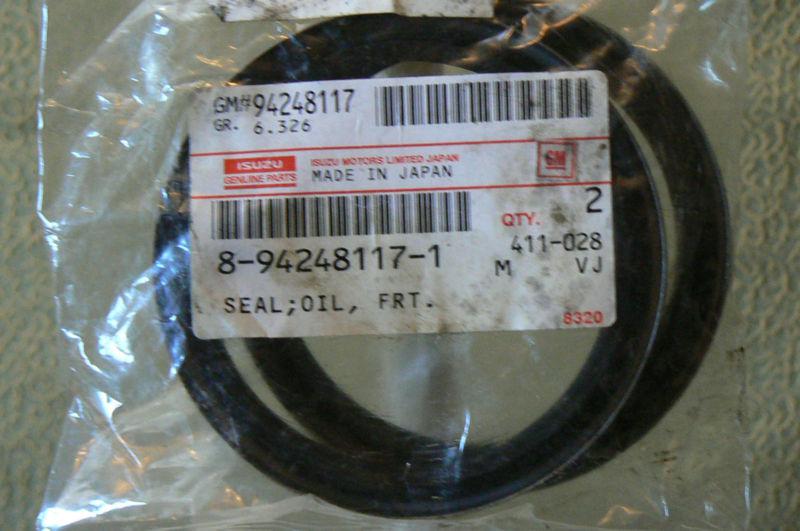 GM#94248117
GR. 6.326
ISUZU
GENUINE PARTS
ISUZU MOTORS LIMITED JAPAN
MADE IN JAPAN
GM
QTY. 2
8-94248117-1
411-028
M VJ
SEAL;OIL, FRT.
8320